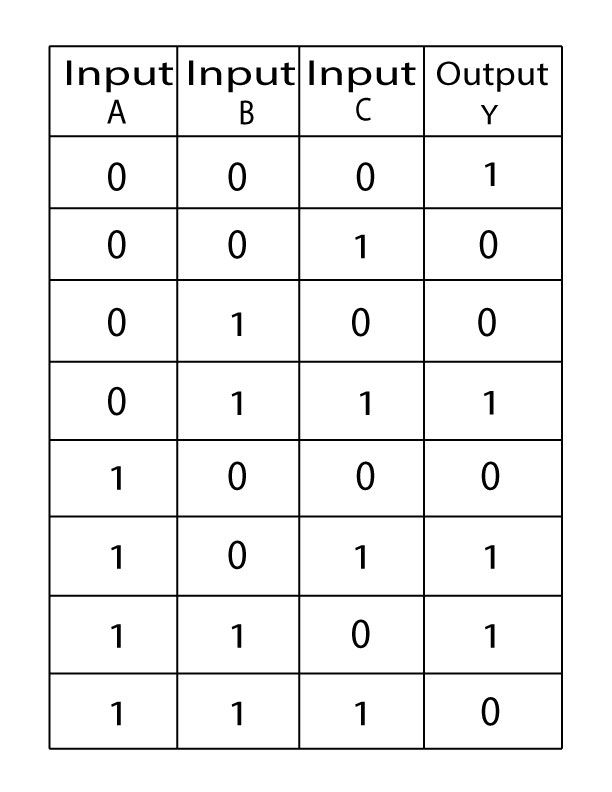 Input Input Input Output
A B C Y
0 0 0 1
0 0 1 0
0 1 0 0
0 1 1 1
1 0 0 0
1 0 1 1
1 1 0 1
1 1 1 0